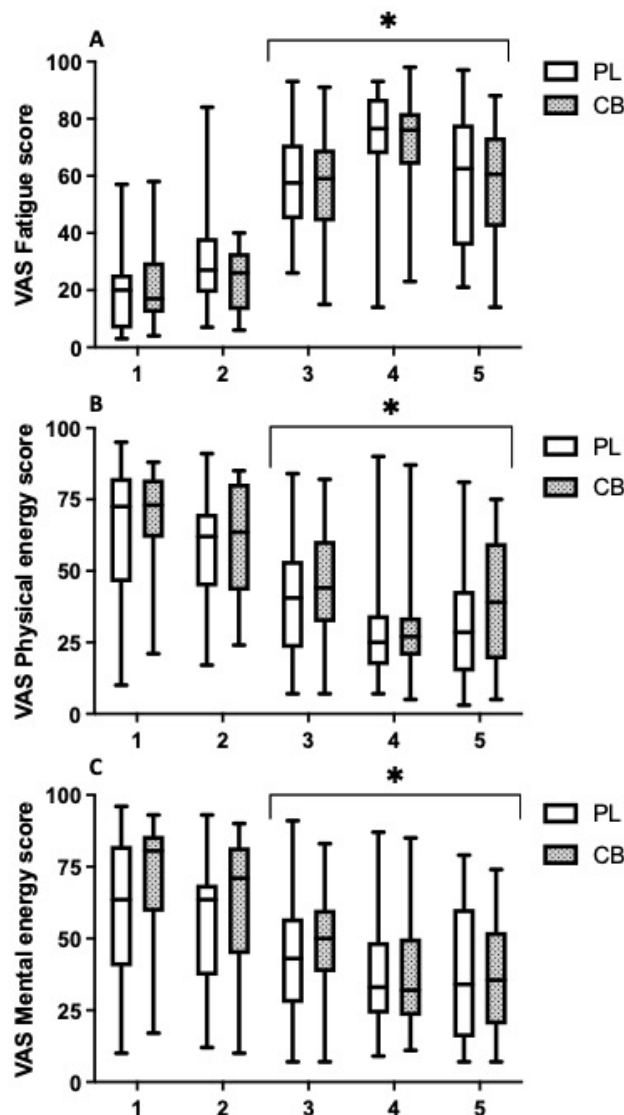 A
*
100
80
60
40
20
0
VAS Fatigue score
1 2 3 4 5
PL
CB
B
*
100
75
50
25
0
VAS Physical energy score
1 2 3 4 5
PL
CB
C
*
100
75
50
25
0
VAS Mental energy score
1 2 3 4 5
PL
CB